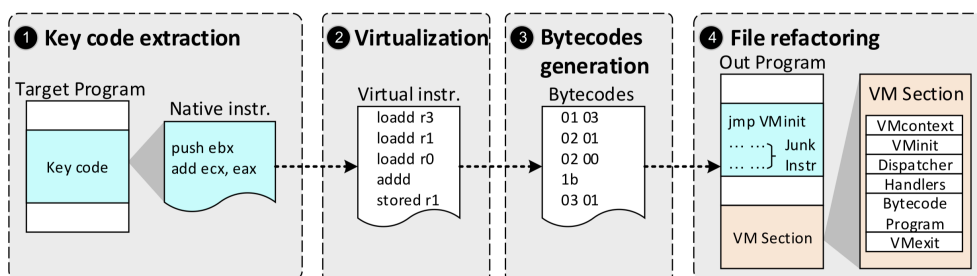 1 Key code extraction
Target Program
Key code
Native instr.
push ebx
add ecx, eax
2 Virtualization
Virtual instr.
loadd r3
loadd r1
loadd r0
addd
stored r1
3 Bytecodes
generation
Bytecodes
01 03
02 01
02 00
1b
03 01
4 File refactoring
Out Program
jmp VMinit
... ... Junk
... ... Instr
VM Section
VM Section
VMcontext
VMinit
Dispatcher
Handlers
Bytecode
Program
VMexit